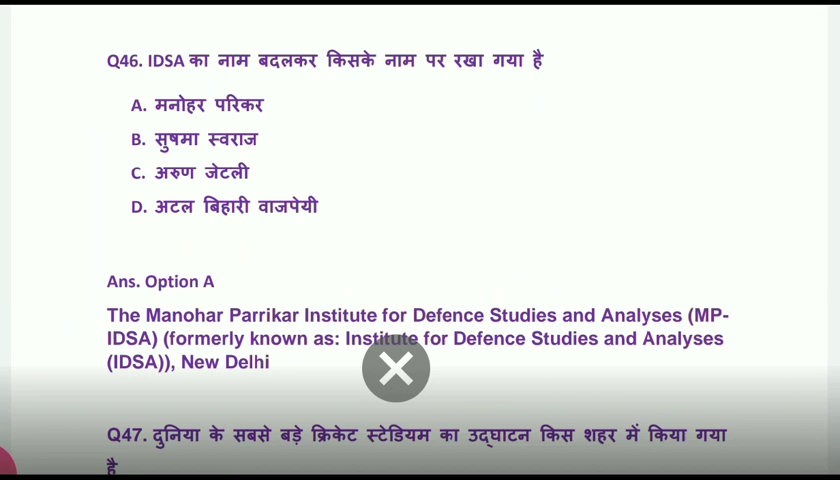 Q46. IDSA का नाम बदलकर किसके नाम पर रखा गया है
A. मनोहर परिकर
B. सुषमा स्वराज
C. अरुण जेटली
D. अटल बिहारी वाजपेयी
Ans. Option A
The Manohar Parrikar Institute for Defence Studies and Analyses (MP-
IDSA) (formerly known as: Institute for Defence Studies and Analyses
(IDSA)), New Delhi
Q47. दुनिया के सबसे बड़े क्रिकेट स्टेडियम का उद्घाटन किस शहर में किया गया
है